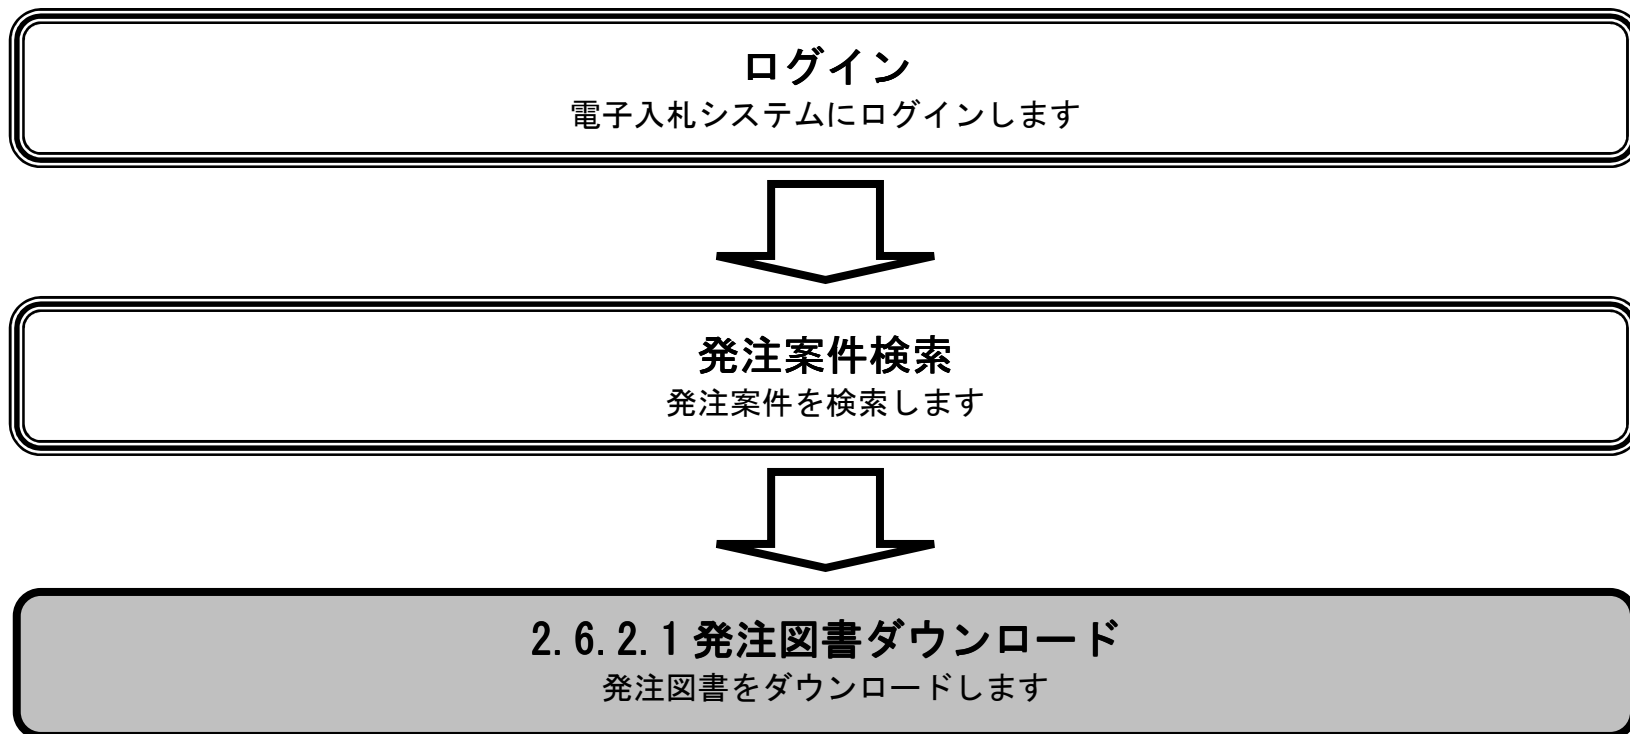 ログイン
電子入札システムにログインします
発注案件検索
発注案件を検索します
2.6.2.1 発注図書ダウンロード
発注図書をダウンロードします